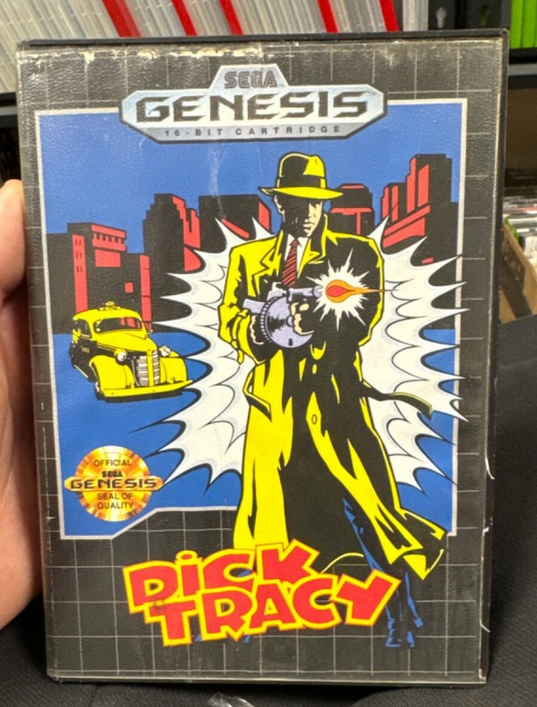 SEGA
GENESIS
16-BIT CARTRIDGE
OFFICIAL
SEGA
GENESIS
SEAL OF
QUALITY
DiCK
TRACY